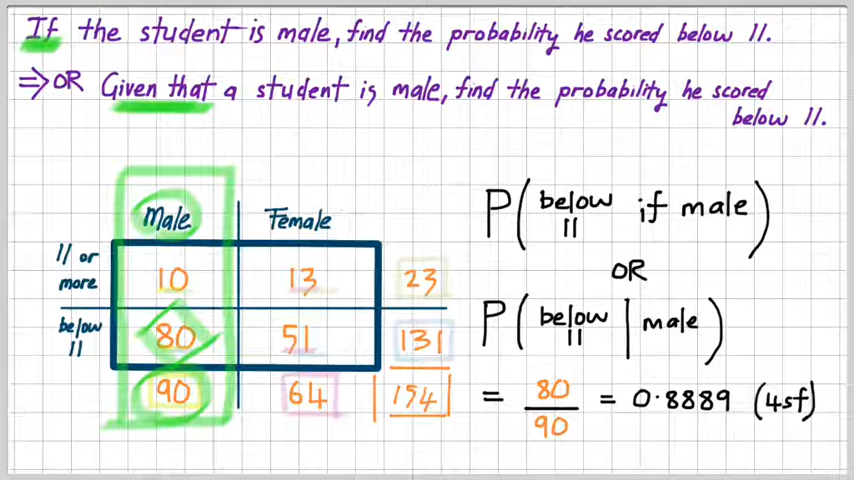 If the student is male, find the probability he scored below 11.
⇒ OR Given that a student is male, find the probability he scored
below 11.
Male Female
11 or
more 10 13 23
below
11 80 51 131
90 64 154
P( below 11 if male )
OR
P( below 11 | male )
= 80/90 = 0.8889 (4sf)